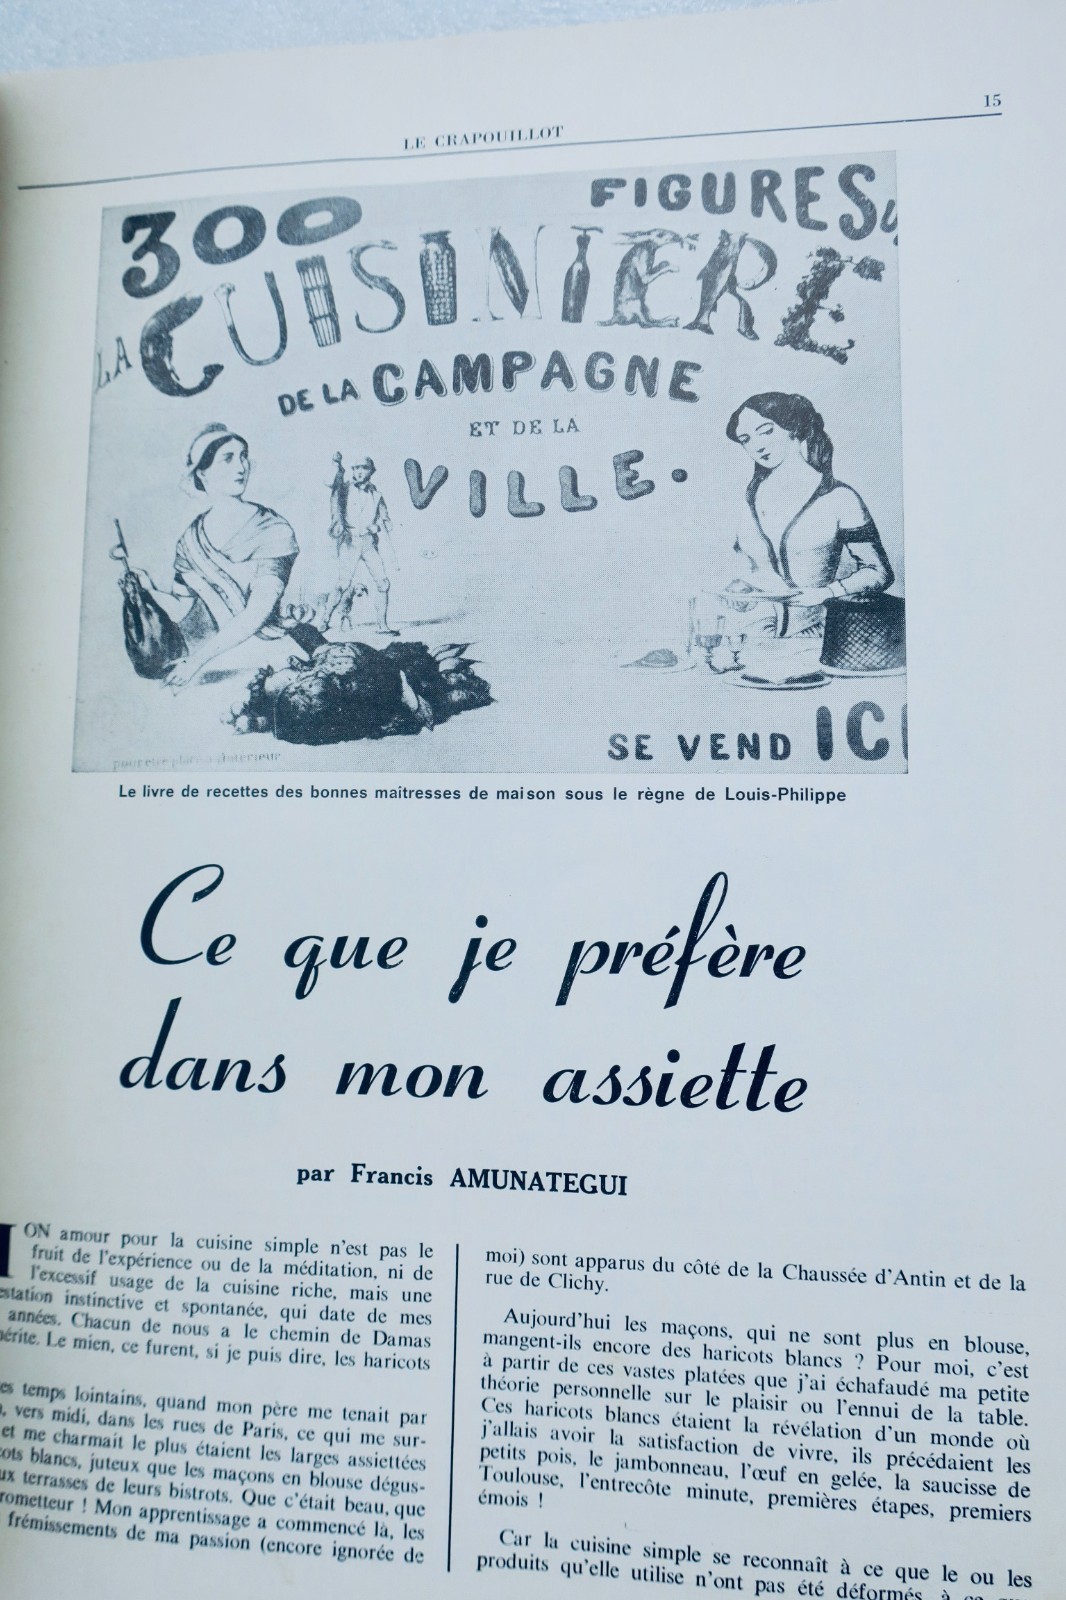 15
LE CRAPOUILLOT
300 FIGURES
LA CUISINIÈRE
DE LA CAMPAGNE
ET DE LA
VILLE.
SE VEND ICI
pour être placé à l'intérieur
Le livre de recettes des bonnes maîtresses de maison sous le règne de Louis-Philippe
Ce que je préfère
dans mon assiette
par Francis AMUNATEGUI
ON amour pour la cuisine simple n'est pas le
fruit de l'expérience ou de la méditation, ni de
l'excessif usage de la cuisine riche, mais une
station instinctive et spontanée, qui date de mes
années. Chacun de nous a le chemin de Damas
érite. Le mien, ce furent, si je puis dire, les haricots
es temps lointains, quand mon père me tenait par
, vers midi, dans les rues de Paris, ce qui me sur-
et me charmait le plus étaient les larges assiettées
ots blancs, juteux que les maçons en blouse dégus-
ux terrasses de leurs bistrots. Que c'était beau, que
rometteur ! Mon apprentissage a commencé là, les
frémissements de ma passion (encore ignorée de
moi) sont apparus du côté de la Chaussée d'Antin et de la
rue de Clichy.
Aujourd'hui les maçons, qui ne sont plus en blouse,
mangent-ils encore des haricots blancs ? Pour moi, c'est
à partir de ces vastes platées que j'ai échafaudé ma petite
théorie personnelle sur le plaisir ou l'ennui de la table.
Ces haricots blancs étaient la révélation d'un monde où
j'allais avoir la satisfaction de vivre, ils précédaient les
petits pois, le jambonneau, l'œuf en gelée, la saucisse de
Toulouse, l'entrecôte minute, premières étapes, premiers
émois !
Car la cuisine simple se reconnaît à ce que le ou les
produits qu'elle utilise n'ont pas été déformés, à ce que